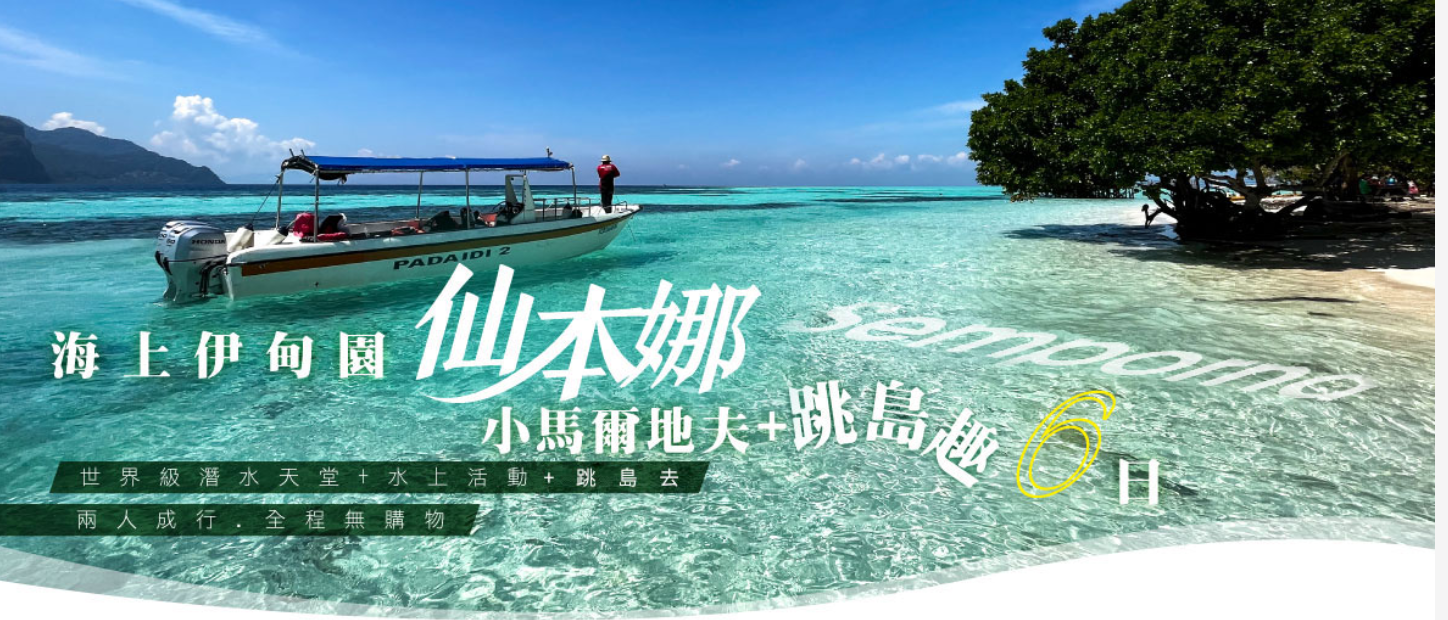 HONDA
PADAIDI 2
海上伊甸園 仙本娜
Semporna
小馬爾地夫+跳島趣6日
世界級潛水天堂+水上活動+跳島去
兩人成行.全程無購物